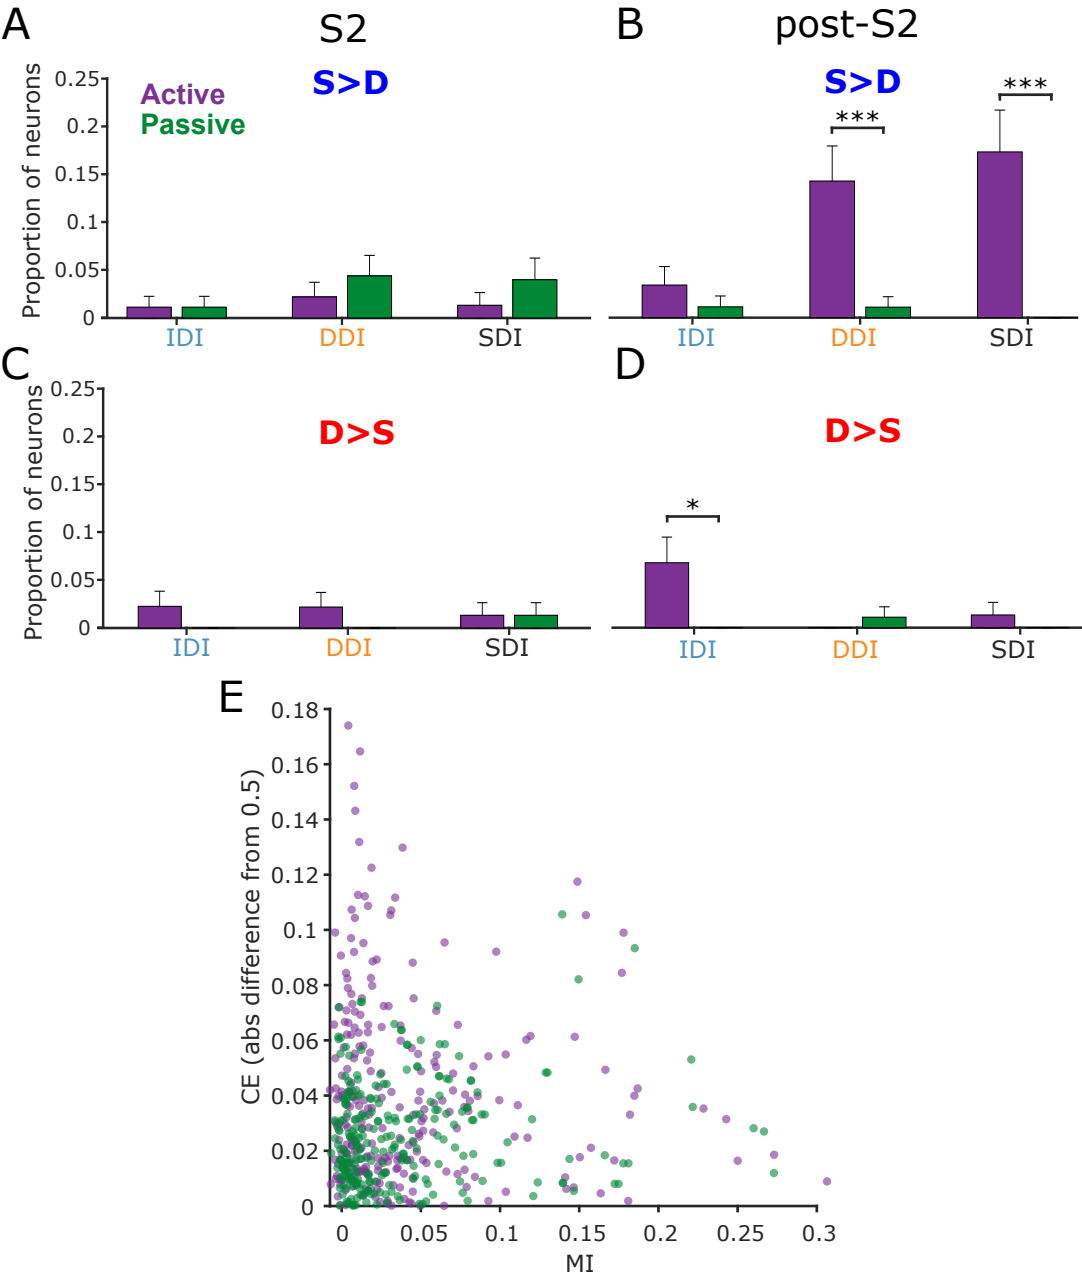 A
S2
B
post-S2
S>D
S>D
Active
Passive
Proportion of neurons
0.25
0.2
0.15
0.1
0.05
0
***
***
IDI
DDI
SDI
IDI
DDI
SDI
C
D
D>S
D>S
Proportion of neurons
0.25
0.2
0.15
0.1
0.05
0
*
IDI
DDI
SDI
IDI
DDI
SDI
E
CE (abs difference from 0.5)
0.18
0.16
0.14
0.12
0.1
0.08
0.06
0.04
0.02
0
0
0.05
0.1
0.15
0.2
0.25
0.3
MI